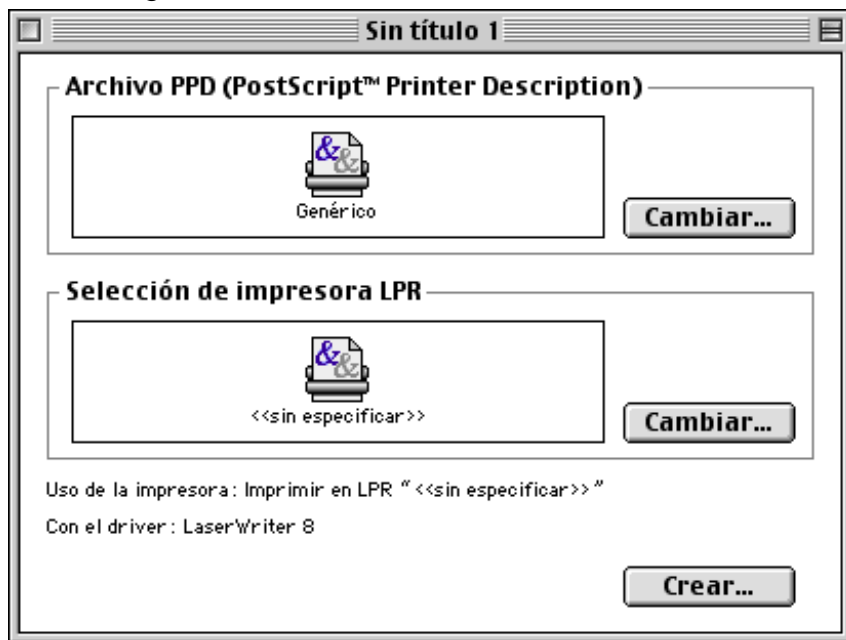 Sin título 1
Archivo PPD (PostScript™ Printer Description)
Genérico
Cambiar...
Selección de impresora LPR
<<sin especificar>>
Cambiar...
Uso de la impresora: Imprimir en LPR "<<sin especificar>>"
Con el driver: LaserWriter 8
Crear...